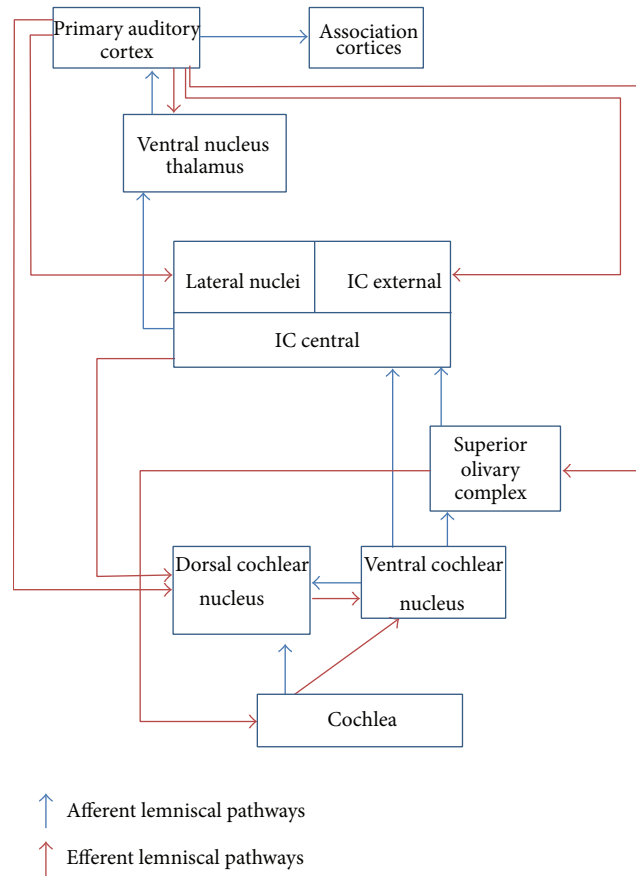 Primary auditory
cortex
Association
cortices
Ventral nucleus
thalamus
Lateral nuclei
IC external
IC central
Superior
olivary
complex
Dorsal cochlear
nucleus
Ventral cochlear
nucleus
Cochlea
Afferent lemniscal pathways
Efferent lemniscal pathways